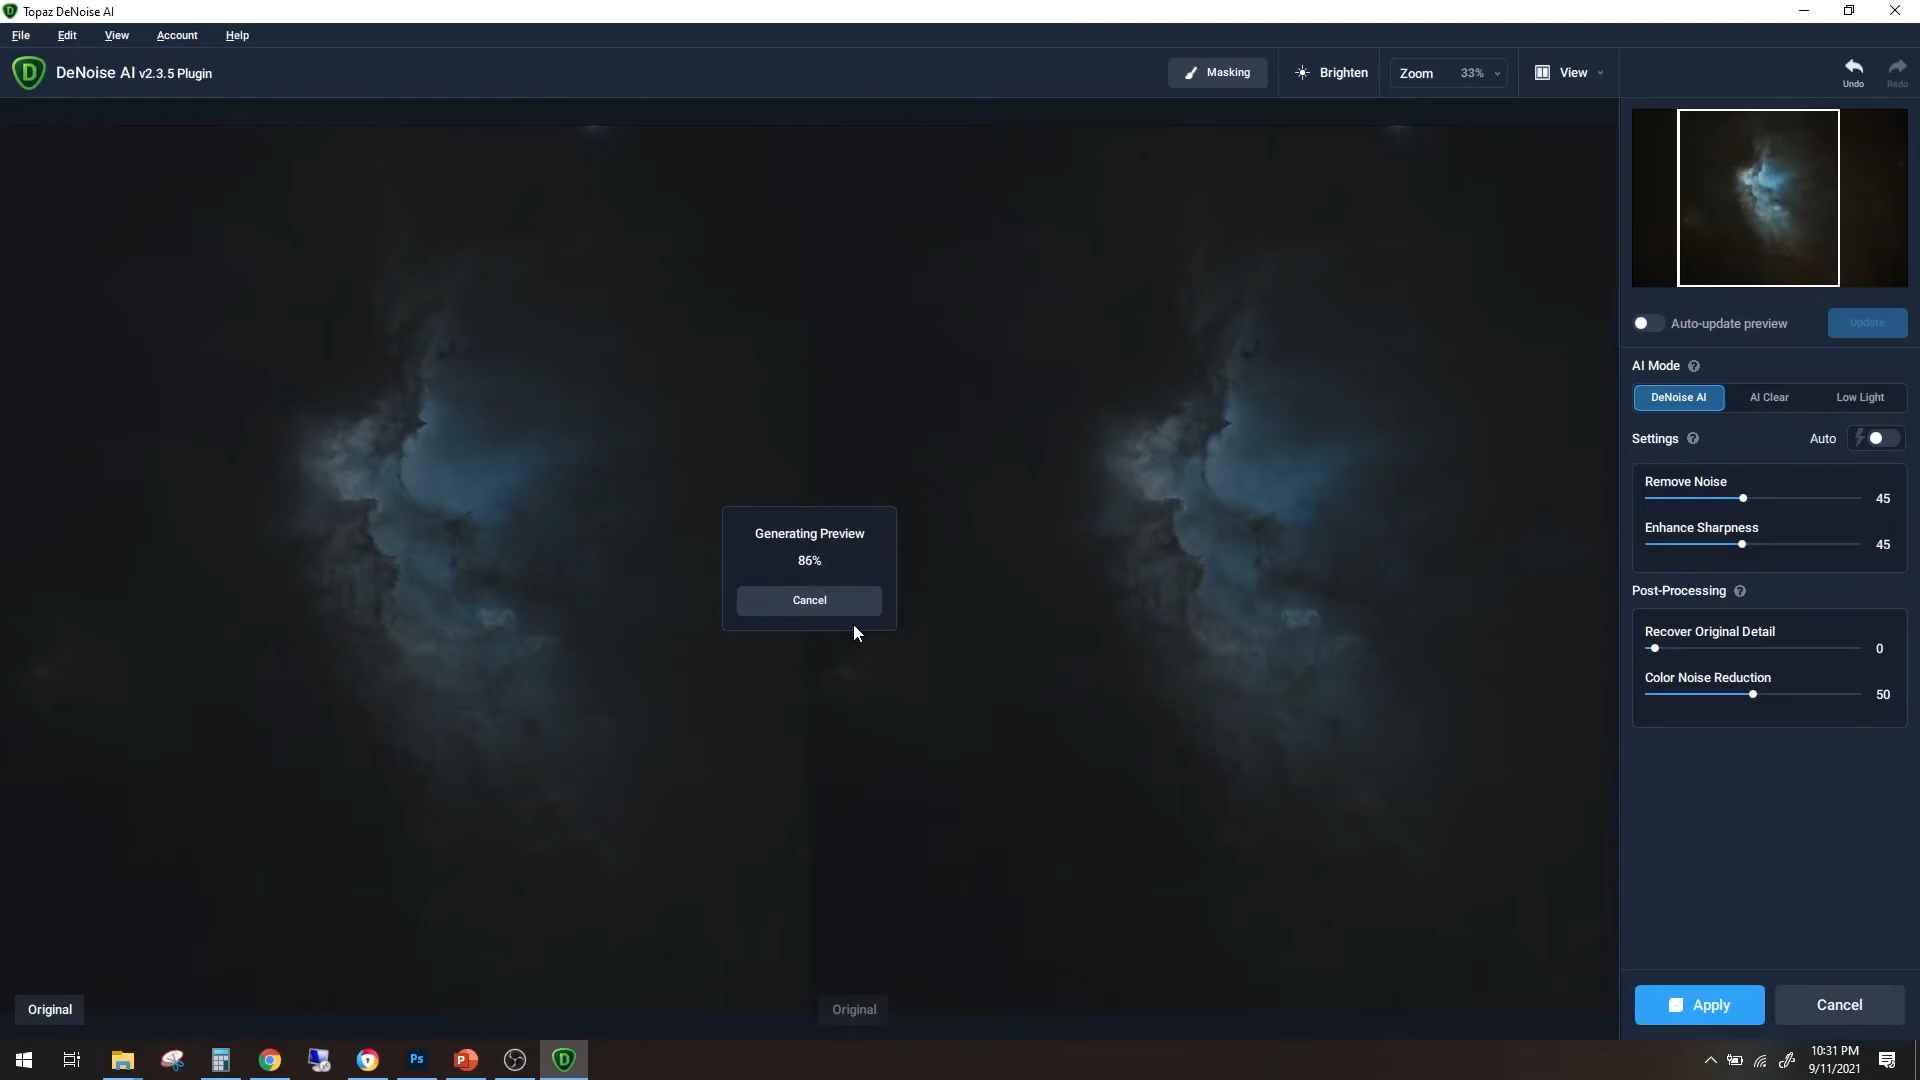 Topaz DeNoise AI
File Edit View Account Help
DeNoise AI v2.3.5 Plugin
Masking Brighten Zoom 33% View
Undo Redo
Auto-update preview Update
AI Mode
DeNoise AI AI Clear Low Light
Settings Auto
Remove Noise
45
Enhance Sharpness
45
Post-Processing
Recover Original Detail
0
Color Noise Reduction
50
Generating Preview
86%
Cancel
Original
Original
Apply Cancel
Ps
10:31 PM
9/11/2021